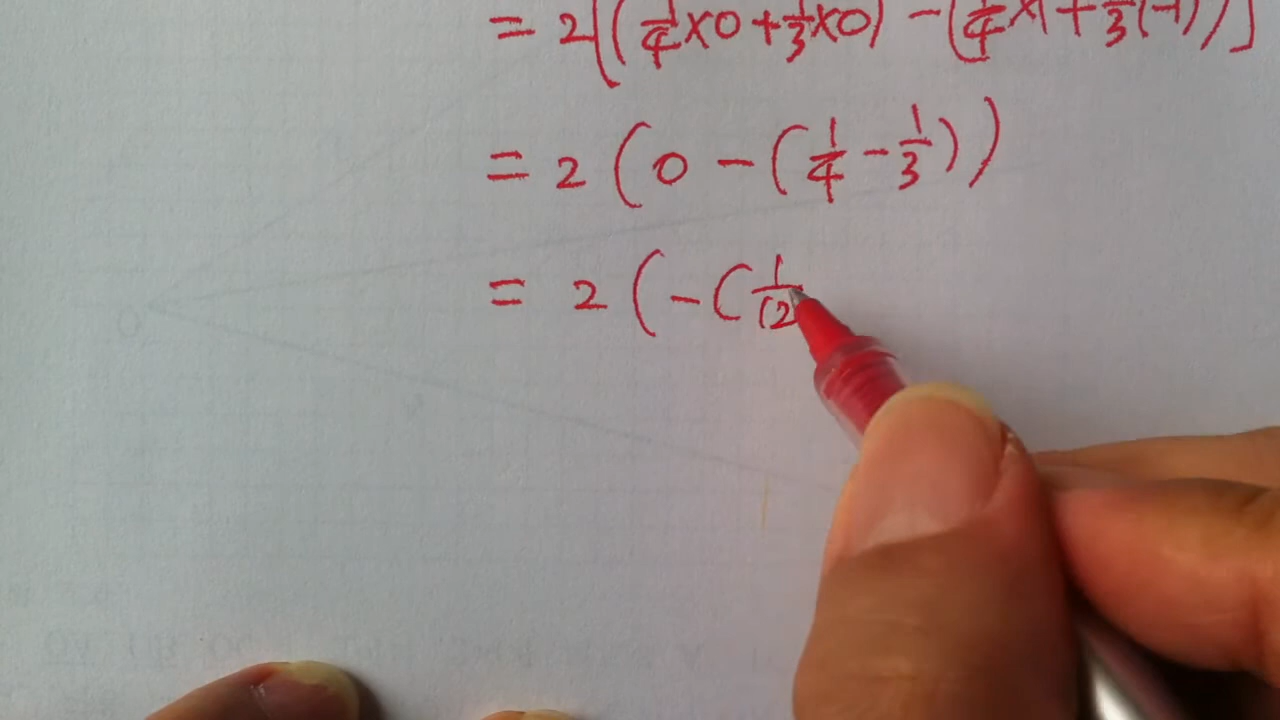 = 2[(1/4×0+1/3×0) - (1/4×1+1/3(-1))]
= 2(0 - (1/4 - 1/3))
= 2(-(1/12
O